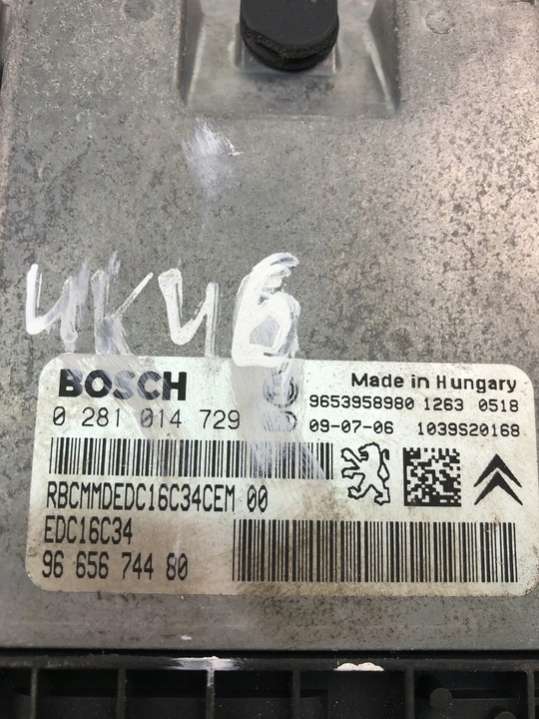 4K46
BOSCH
Made in Hungary
0 281 014 729
9653958980 1263 0518
09-07-06 1039S20168
RBCMMDEDC16C34CEM 00
EDC16C34
96 656 744 80